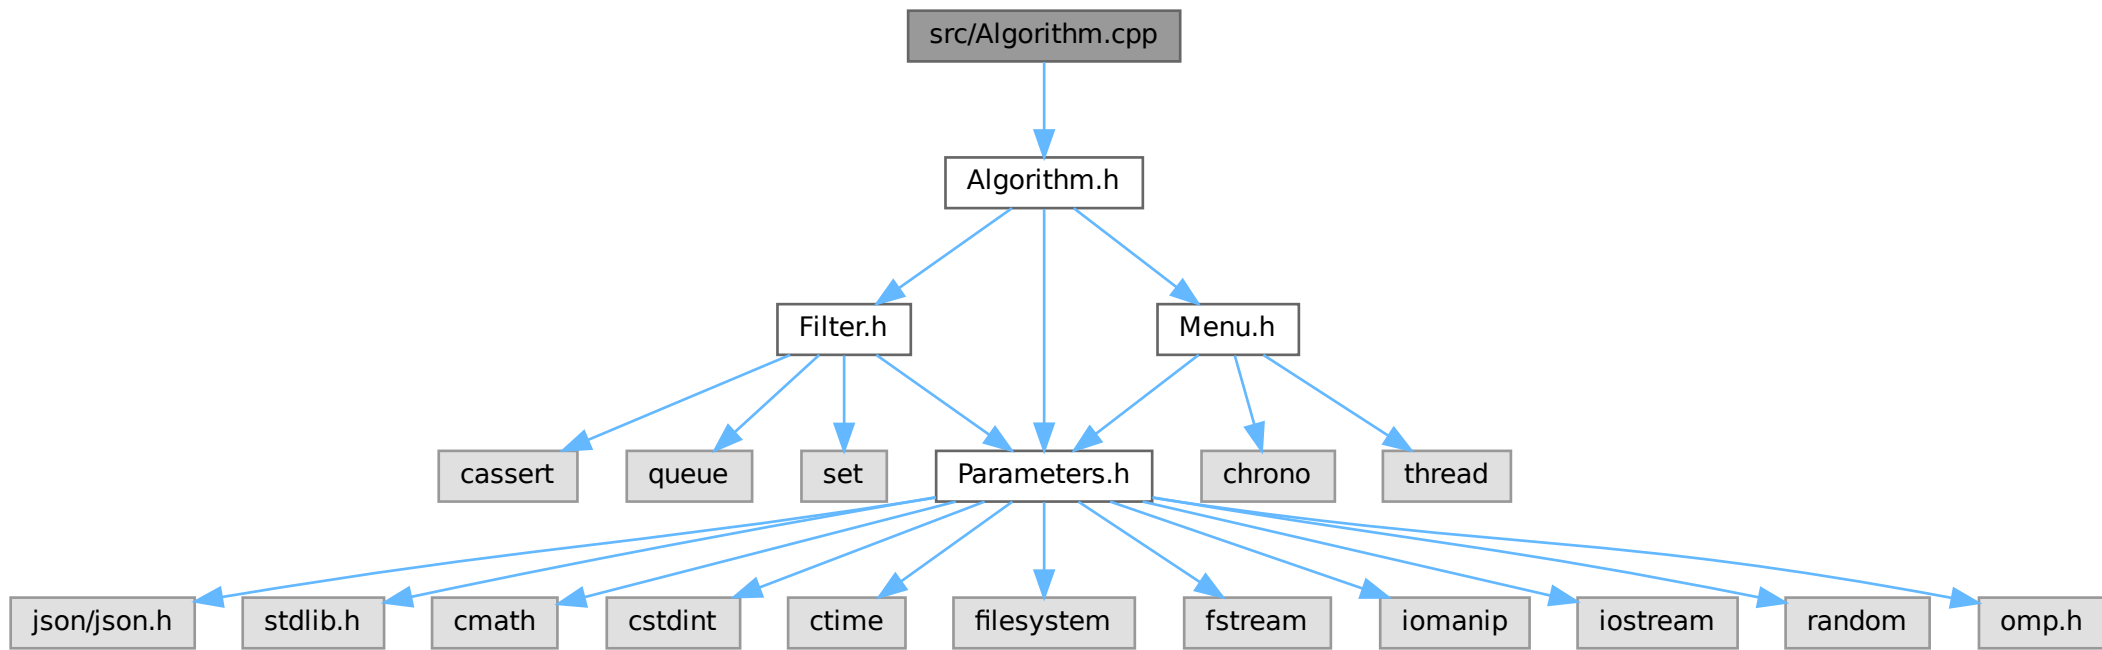 src/Algorithm.cpp
Algorithm.h
Filter.h
Menu.h
cassert
queue
set
Parameters.h
chrono
thread
json/json.h
stdlib.h
cmath
cstdint
ctime
filesystem
fstream
iomanip
iostream
random
omp.h